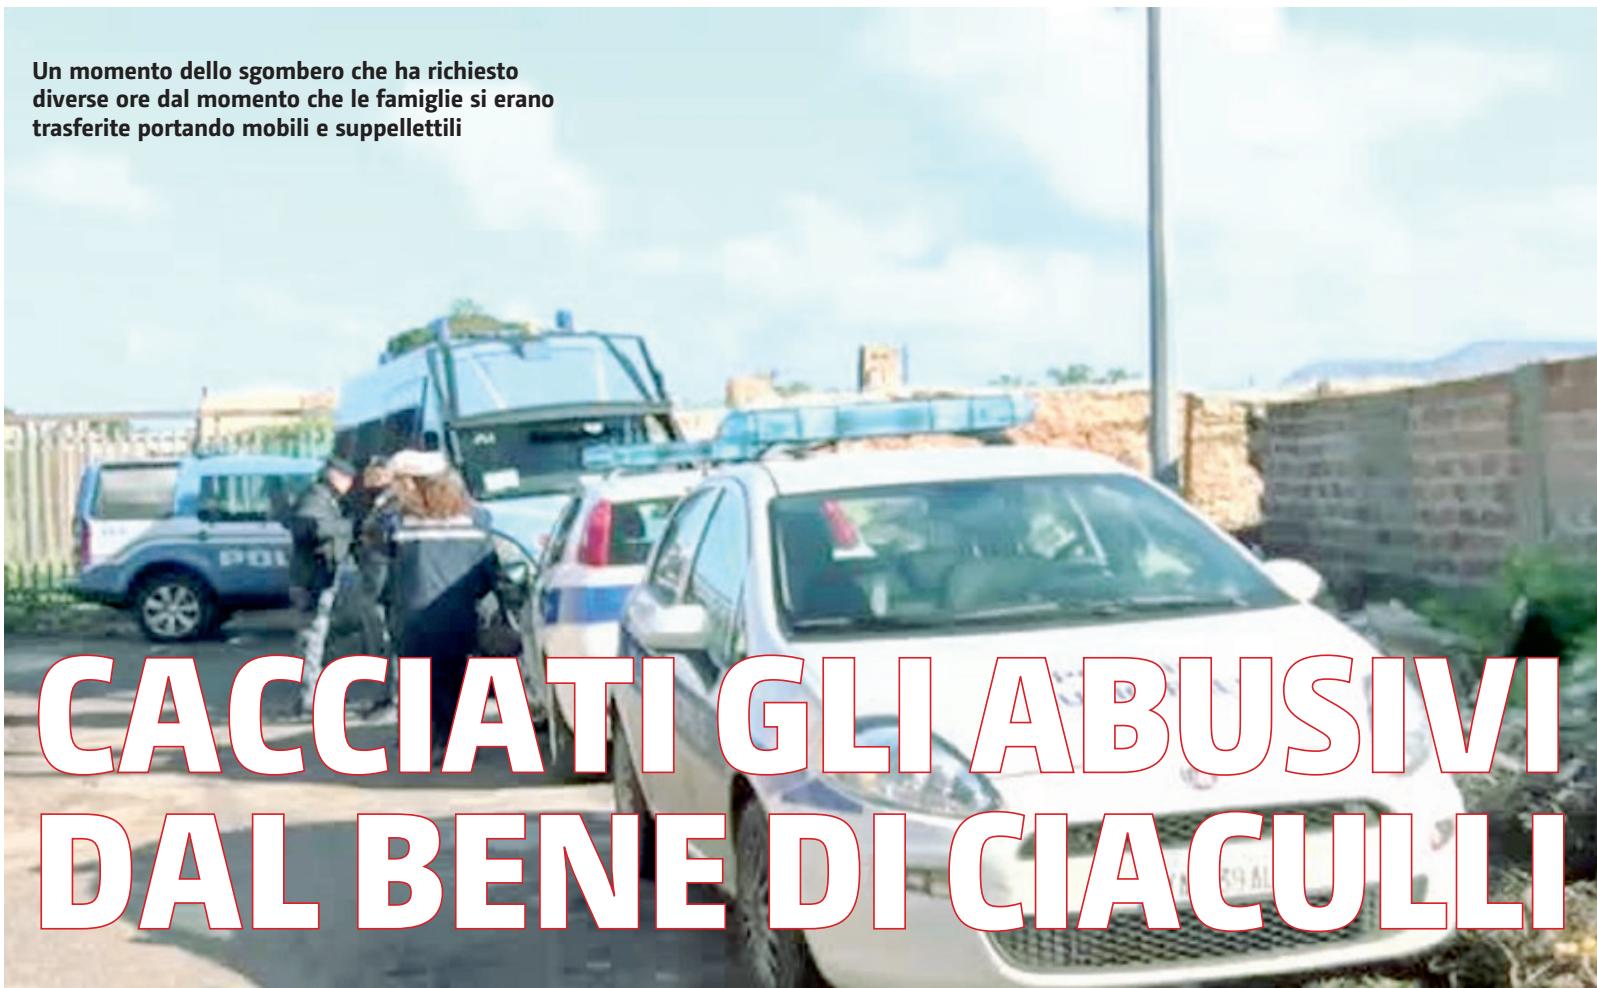 Un momento dello sgombero che ha richiesto
diverse ore dal momento che le famiglie si erano
trasferite portando mobili e suppellettili
POL
CACCIATI GLI ABUSIVI
DAL BENE DI CIACULLI